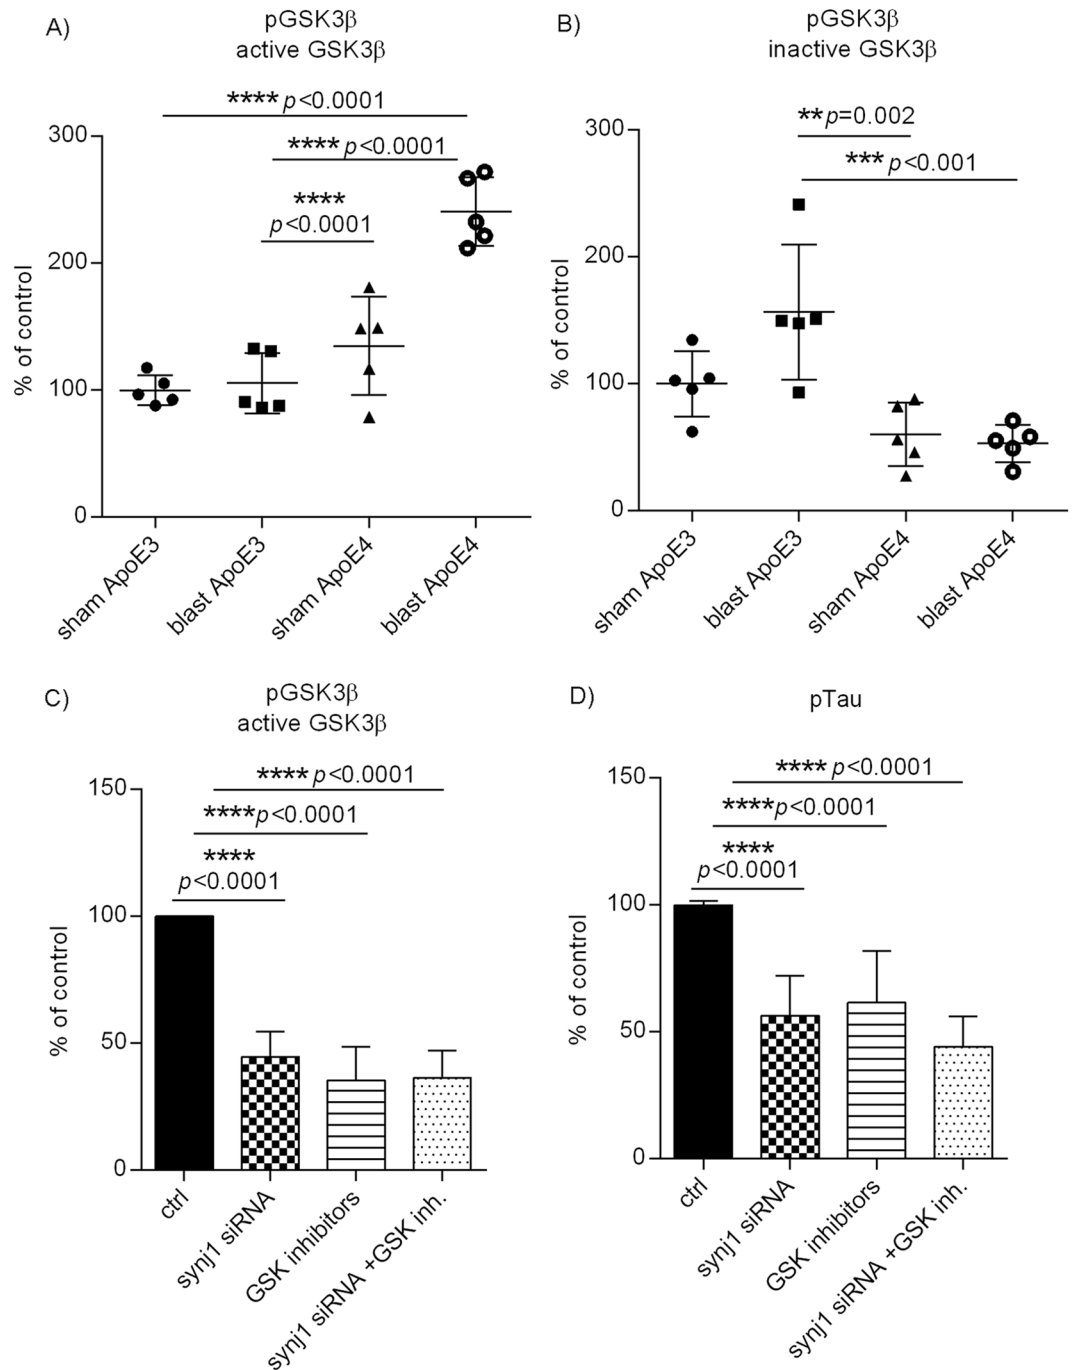 A)
pGSK3β
active GSK3β
**** p<0.0001
**** p<0.0001
****
p<0.0001
300
200
100
0
% of control
sham ApoE3
blast ApoE3
sham ApoE4
blast ApoE4
B)
pGSK3β
inactive GSK3β
**p=0.002
*** p<0.001
300
200
100
0
% of control
sham ApoE3
blast ApoE3
sham ApoE4
blast ApoE4
C)
pGSK3β
active GSK3β
**** p<0.0001
****p<0.0001
****
p<0.0001
150
100
50
0
% of control
ctrl
synj1 siRNA
GSK inhibitors
synj1 siRNA +GSK inh.
D)
pTau
**** p<0.0001
****p<0.0001
****
p<0.0001
150
100
50
0
% of control
ctrl
synj1 siRNA
GSK inhibitors
synj1 siRNA +GSK inh.